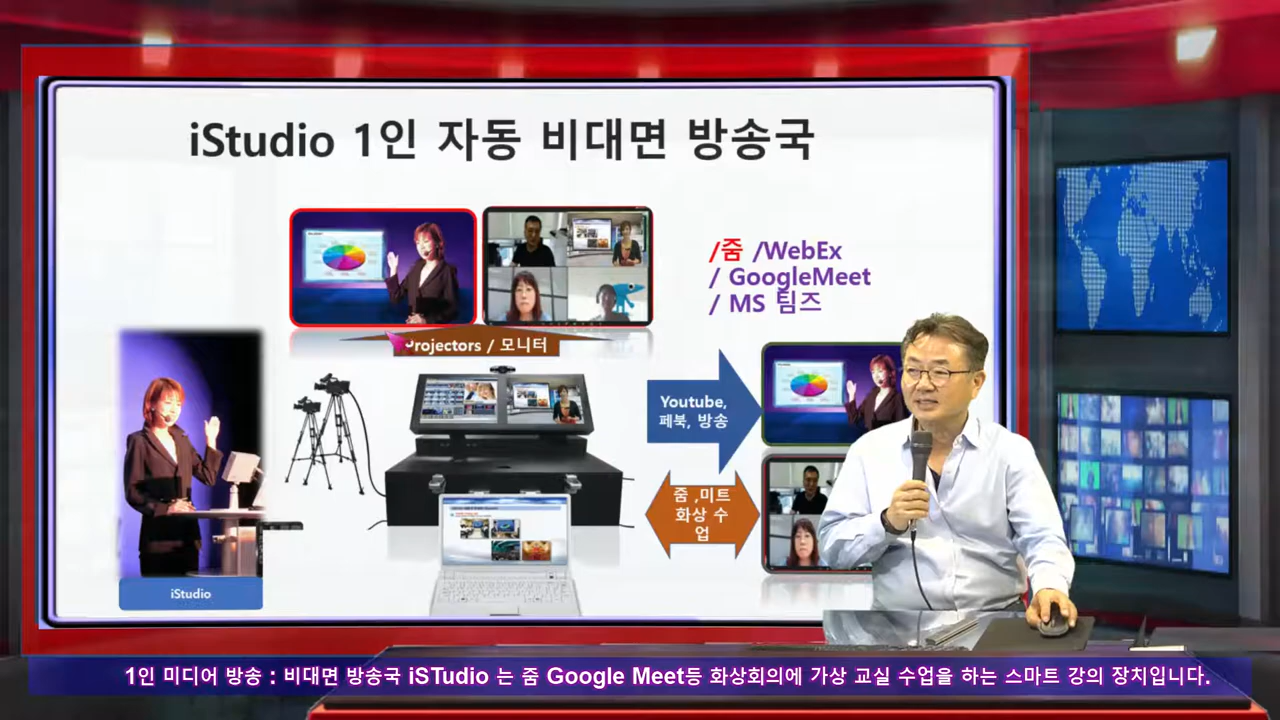 iStudio 1인 자동 비대면 방송국
/줌 /WebEx
/ GoogleMeet
/ MS 팀즈
Projectors / 모니터
Youtube,
페북, 방송
줌 ,미트
화상 수
업
iStudio
1인 미디어 방송 : 비대면 방송국 iSTudio 는 줌 Google Meet등 화상회의에 가상 교실 수업을 하는 스마트 강의 장치입니다.